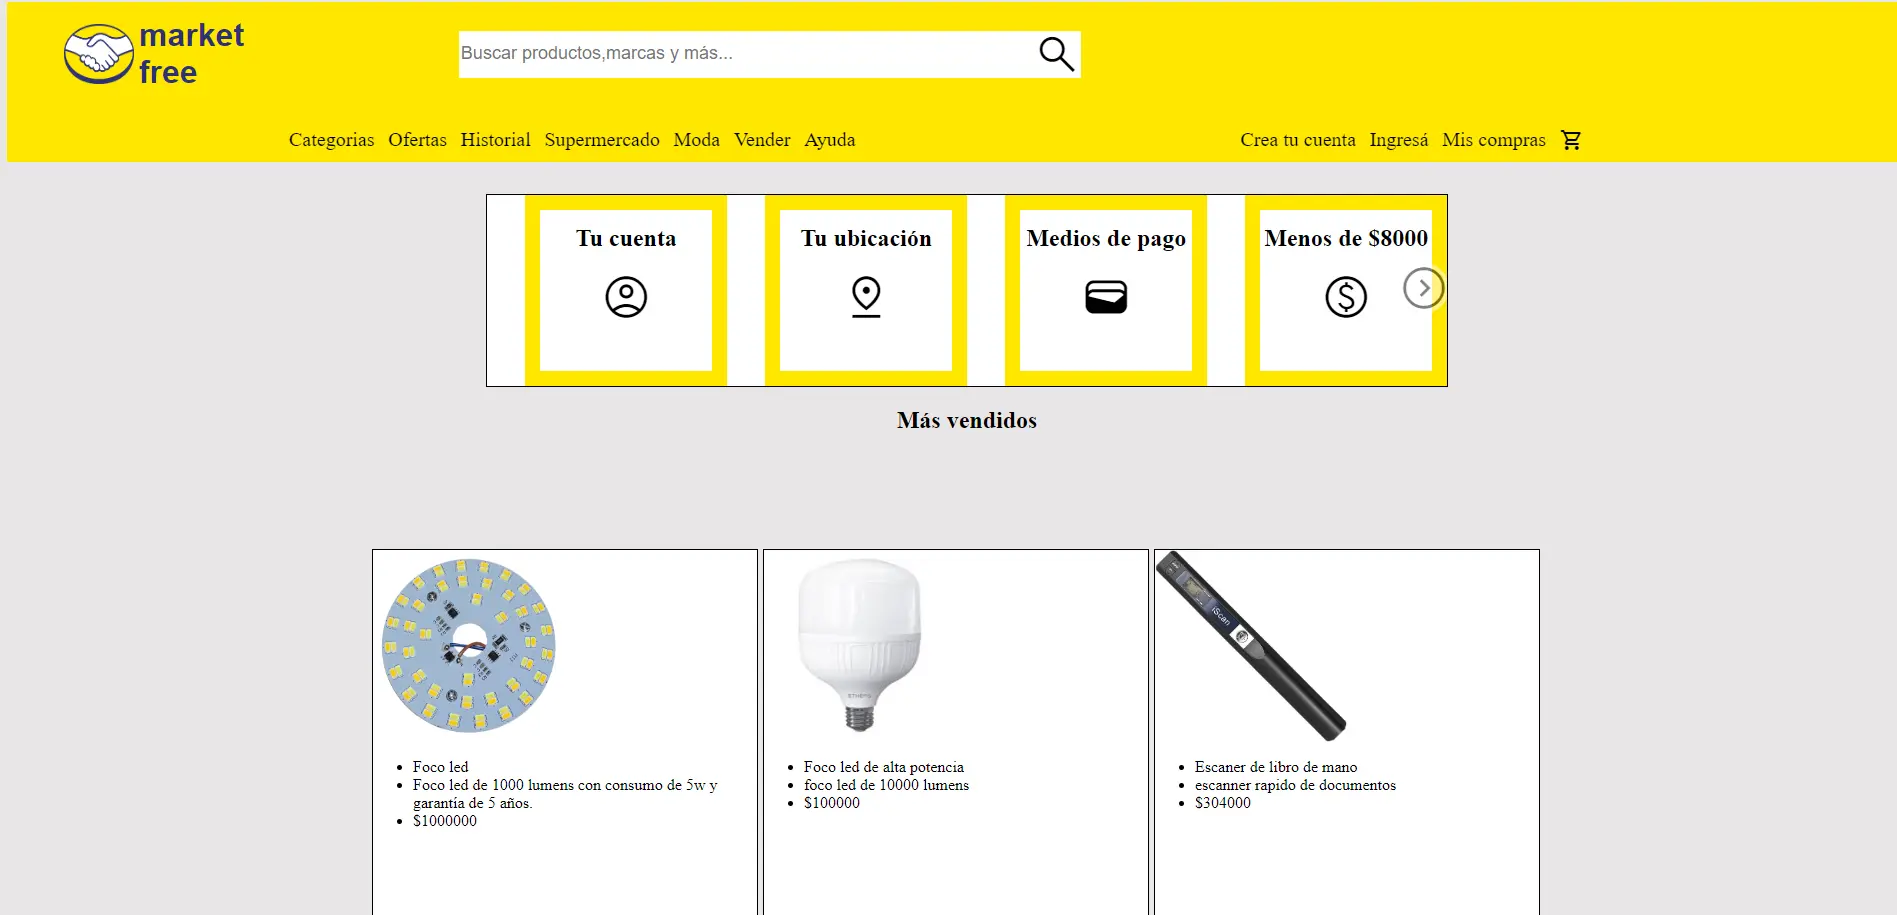 market
free
Buscar productos,marcas y más...
Categorias Ofertas Historial Supermercado Moda Vender Ayuda
Crea tu cuenta Ingresá Mis compras
Tu cuenta
Tu ubicación
Medios de pago
Menos de $8000
Más vendidos
iScan
Foco led
Foco led de 1000 lumens con consumo de 5w y
garantía de 5 años.
$1000000
Foco led de alta potencia
foco led de 10000 lumens
$100000
Escaner de libro de mano
escanner rapido de documentos
$304000